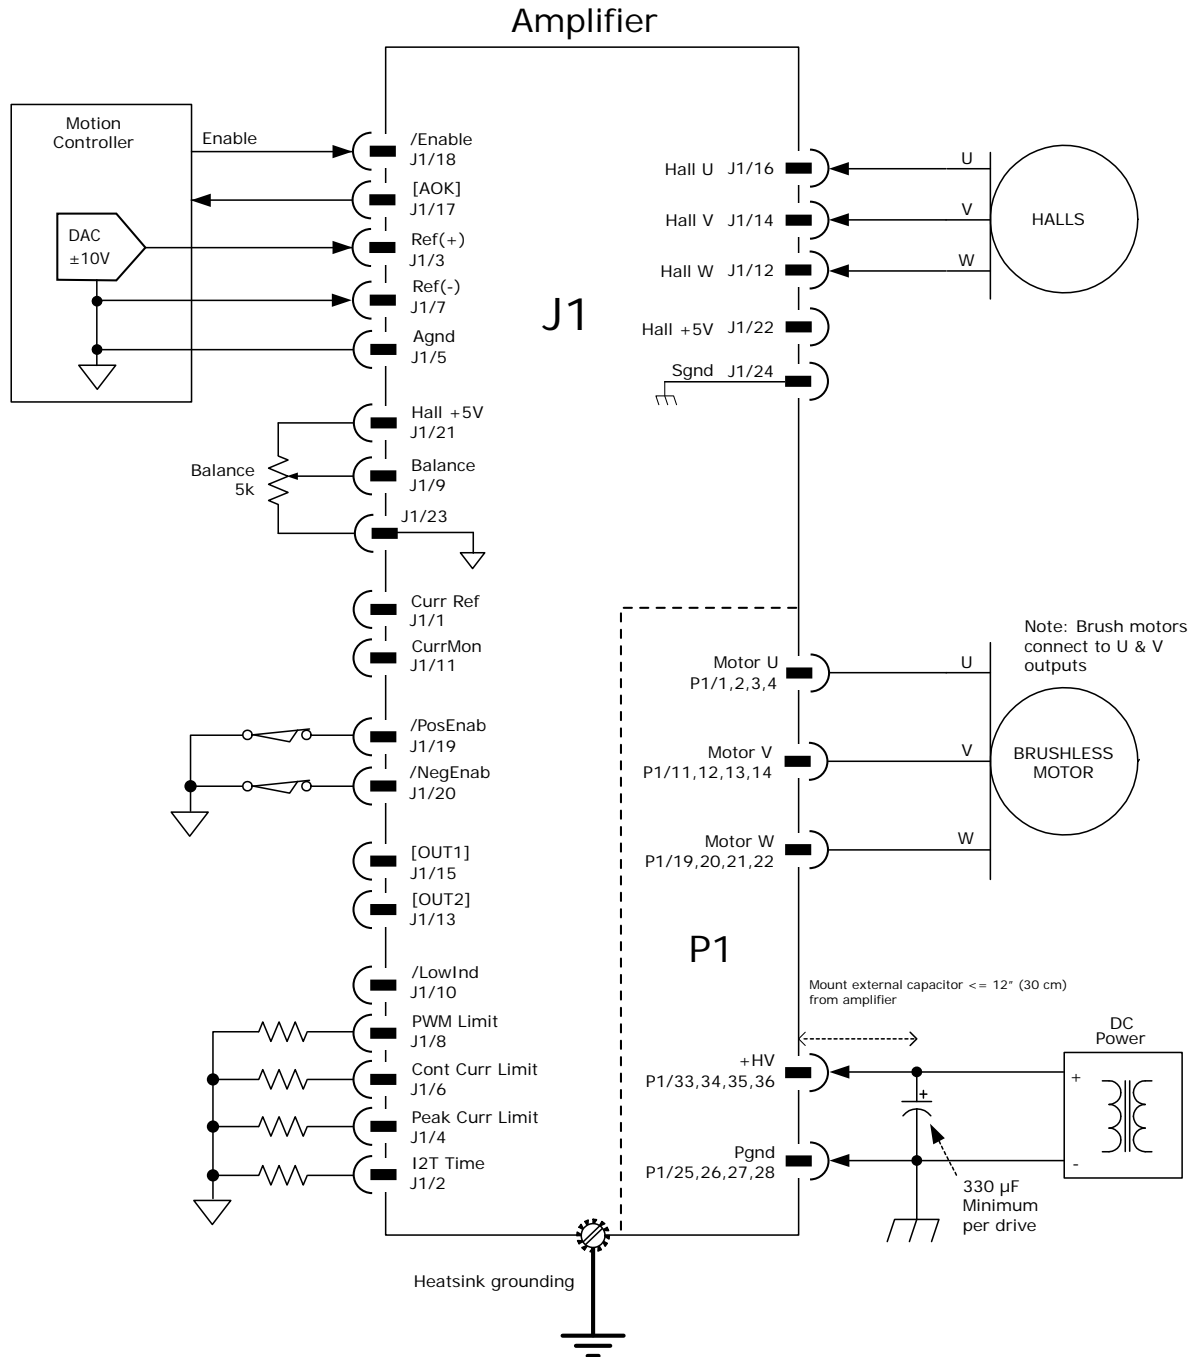 Amplifier
Motion
Controller
Enable
DAC
±10V
/Enable
J1/18
[AOK]
J1/17
Ref(+)
J1/3
Ref(-)
J1/7
Agnd
J1/5
Hall +5V
J1/21
Balance
5k
Balance
J1/9
J1/23
Curr Ref
J1/1
CurrMon
J1/11
/PosEnab
J1/19
/NegEnab
J1/20
[OUT1]
J1/15
[OUT2]
J1/13
/LowInd
J1/10
PWM Limit
J1/8
Cont Curr Limit
J1/6
Peak Curr Limit
J1/4
I2T Time
J1/2
J1
Hall U J1/16
U
Hall V J1/14
V
Hall W J1/12
W
HALLS
Hall +5V J1/22
Sgnd J1/24
Note: Brush motors
connect to U & V
outputs
Motor U
P1/1,2,3,4
U
Motor V
P1/11,12,13,14
V
Motor W
P1/19,20,21,22
W
BRUSHLESS
MOTOR
P1
Mount external capacitor <= 12" (30 cm)
from amplifier
DC
Power
+HV
P1/33,34,35,36
+
+
Pgnd
P1/25,26,27,28
-
330 µF
Minimum
per drive
Heatsink grounding